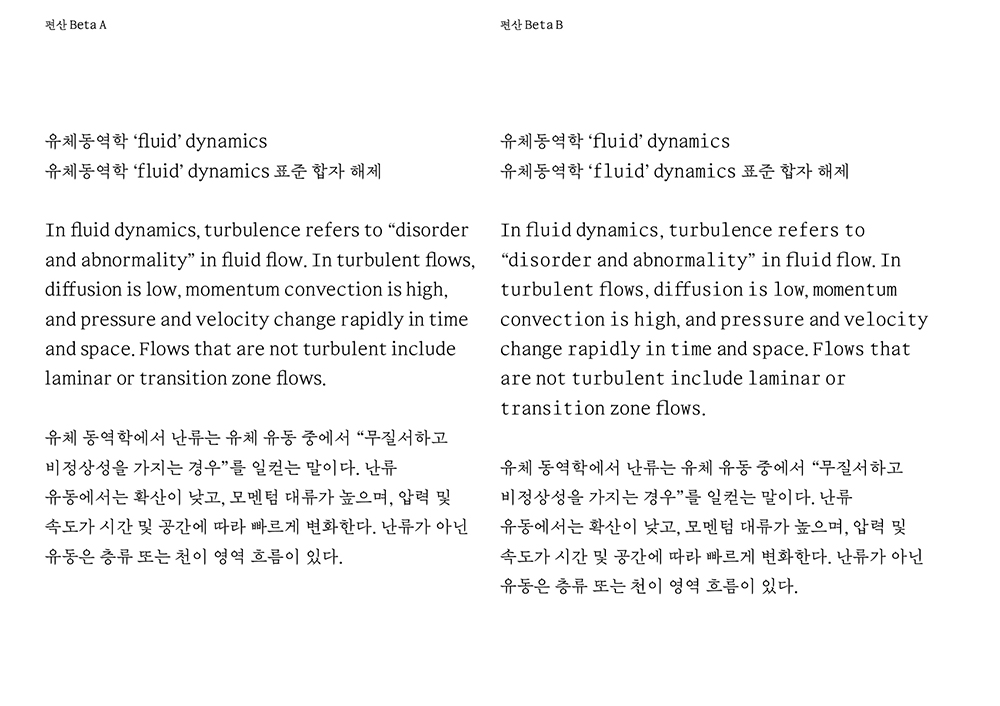 편산 Beta A
유체동역학 ‘fluid’ dynamics
유체동역학 ‘fluid’ dynamics 표준 합자 해제
In fluid dynamics, turbulence refers to “disorder
and abnormality” in fluid flow. In turbulent flows,
diffusion is low, momentum convection is high,
and pressure and velocity change rapidly in time
and space. Flows that are not turbulent include
laminar or transition zone flows.
유체 동역학에서 난류는 유체 유동 중에서 “무질서하고
비정상성을 가지는 경우”를 일컫는 말이다. 난류
유동에서는 확산이 낮고, 모멘텀 대류가 높으며, 압력 및
속도가 시간 및 공간에 따라 빠르게 변화한다. 난류가 아닌
유동은 층류 또는 천이 영역 흐름이 있다.
편산 Beta B
유체동역학 ‘fluid’ dynamics
유체동역학 ‘fluid’ dynamics 표준 합자 해제
In fluid dynamics, turbulence refers to
“disorder and abnormality” in fluid flow. In
turbulent flows, diffusion is low, momentum
convection is high, and pressure and velocity
change rapidly in time and space. Flows that
are not turbulent include laminar or
transition zone flows.
유체 동역학에서 난류는 유체 유동 중에서 “무질서하고
비정상성을 가지는 경우”를 일컫는 말이다. 난류
유동에서는 확산이 낮고, 모멘텀 대류가 높으며, 압력 및
속도가 시간 및 공간에 따라 빠르게 변화한다. 난류가 아닌
유동은 층류 또는 천이 영역 흐름이 있다.